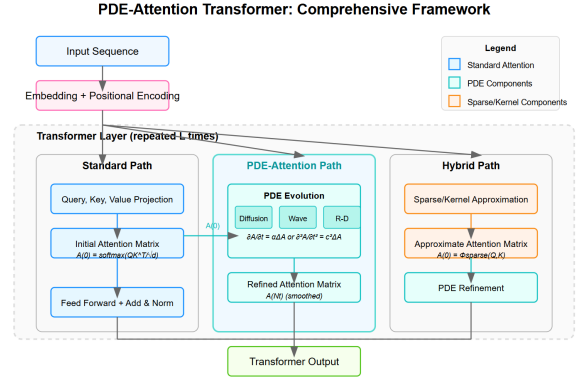 PDE-Attention Transformer: Comprehensive Framework
Input Sequence
Embedding + Positional Encoding
Legend
Standard Attention
PDE Components
Sparse/Kernel Components
Transformer Layer (repeated L times)
Standard Path
Query, Key, Value Projection
Initial Attention Matrix
A(0) = softmax(QK^T/√d)
Feed Forward + Add & Norm
A(0)
PDE-Attention Path
PDE Evolution
Diffusion
Wave
R-D
∂A/∂t = αΔA or ∂²A/∂t² = c²ΔA
Refined Attention Matrix
A(Nt) (smoothed)
Hybrid Path
Sparse/Kernel Approximation
Approximate Attention Matrix
A(0) = Φsparse(Q,K)
PDE Refinement
Transformer Output